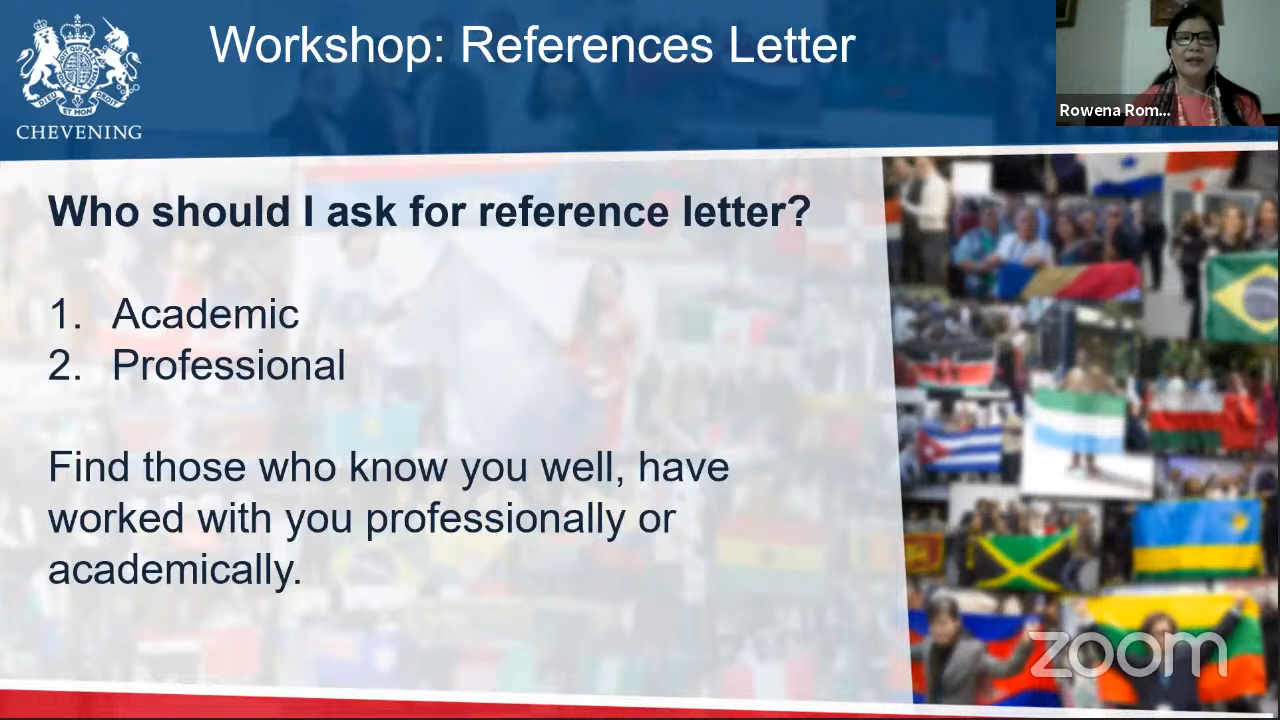 Workshop: References Letter
CHEVENING
Rowena Rom...
Who should I ask for reference letter?
1. Academic
2. Professional
Find those who know you well, have
worked with you professionally or
academically.
zoom